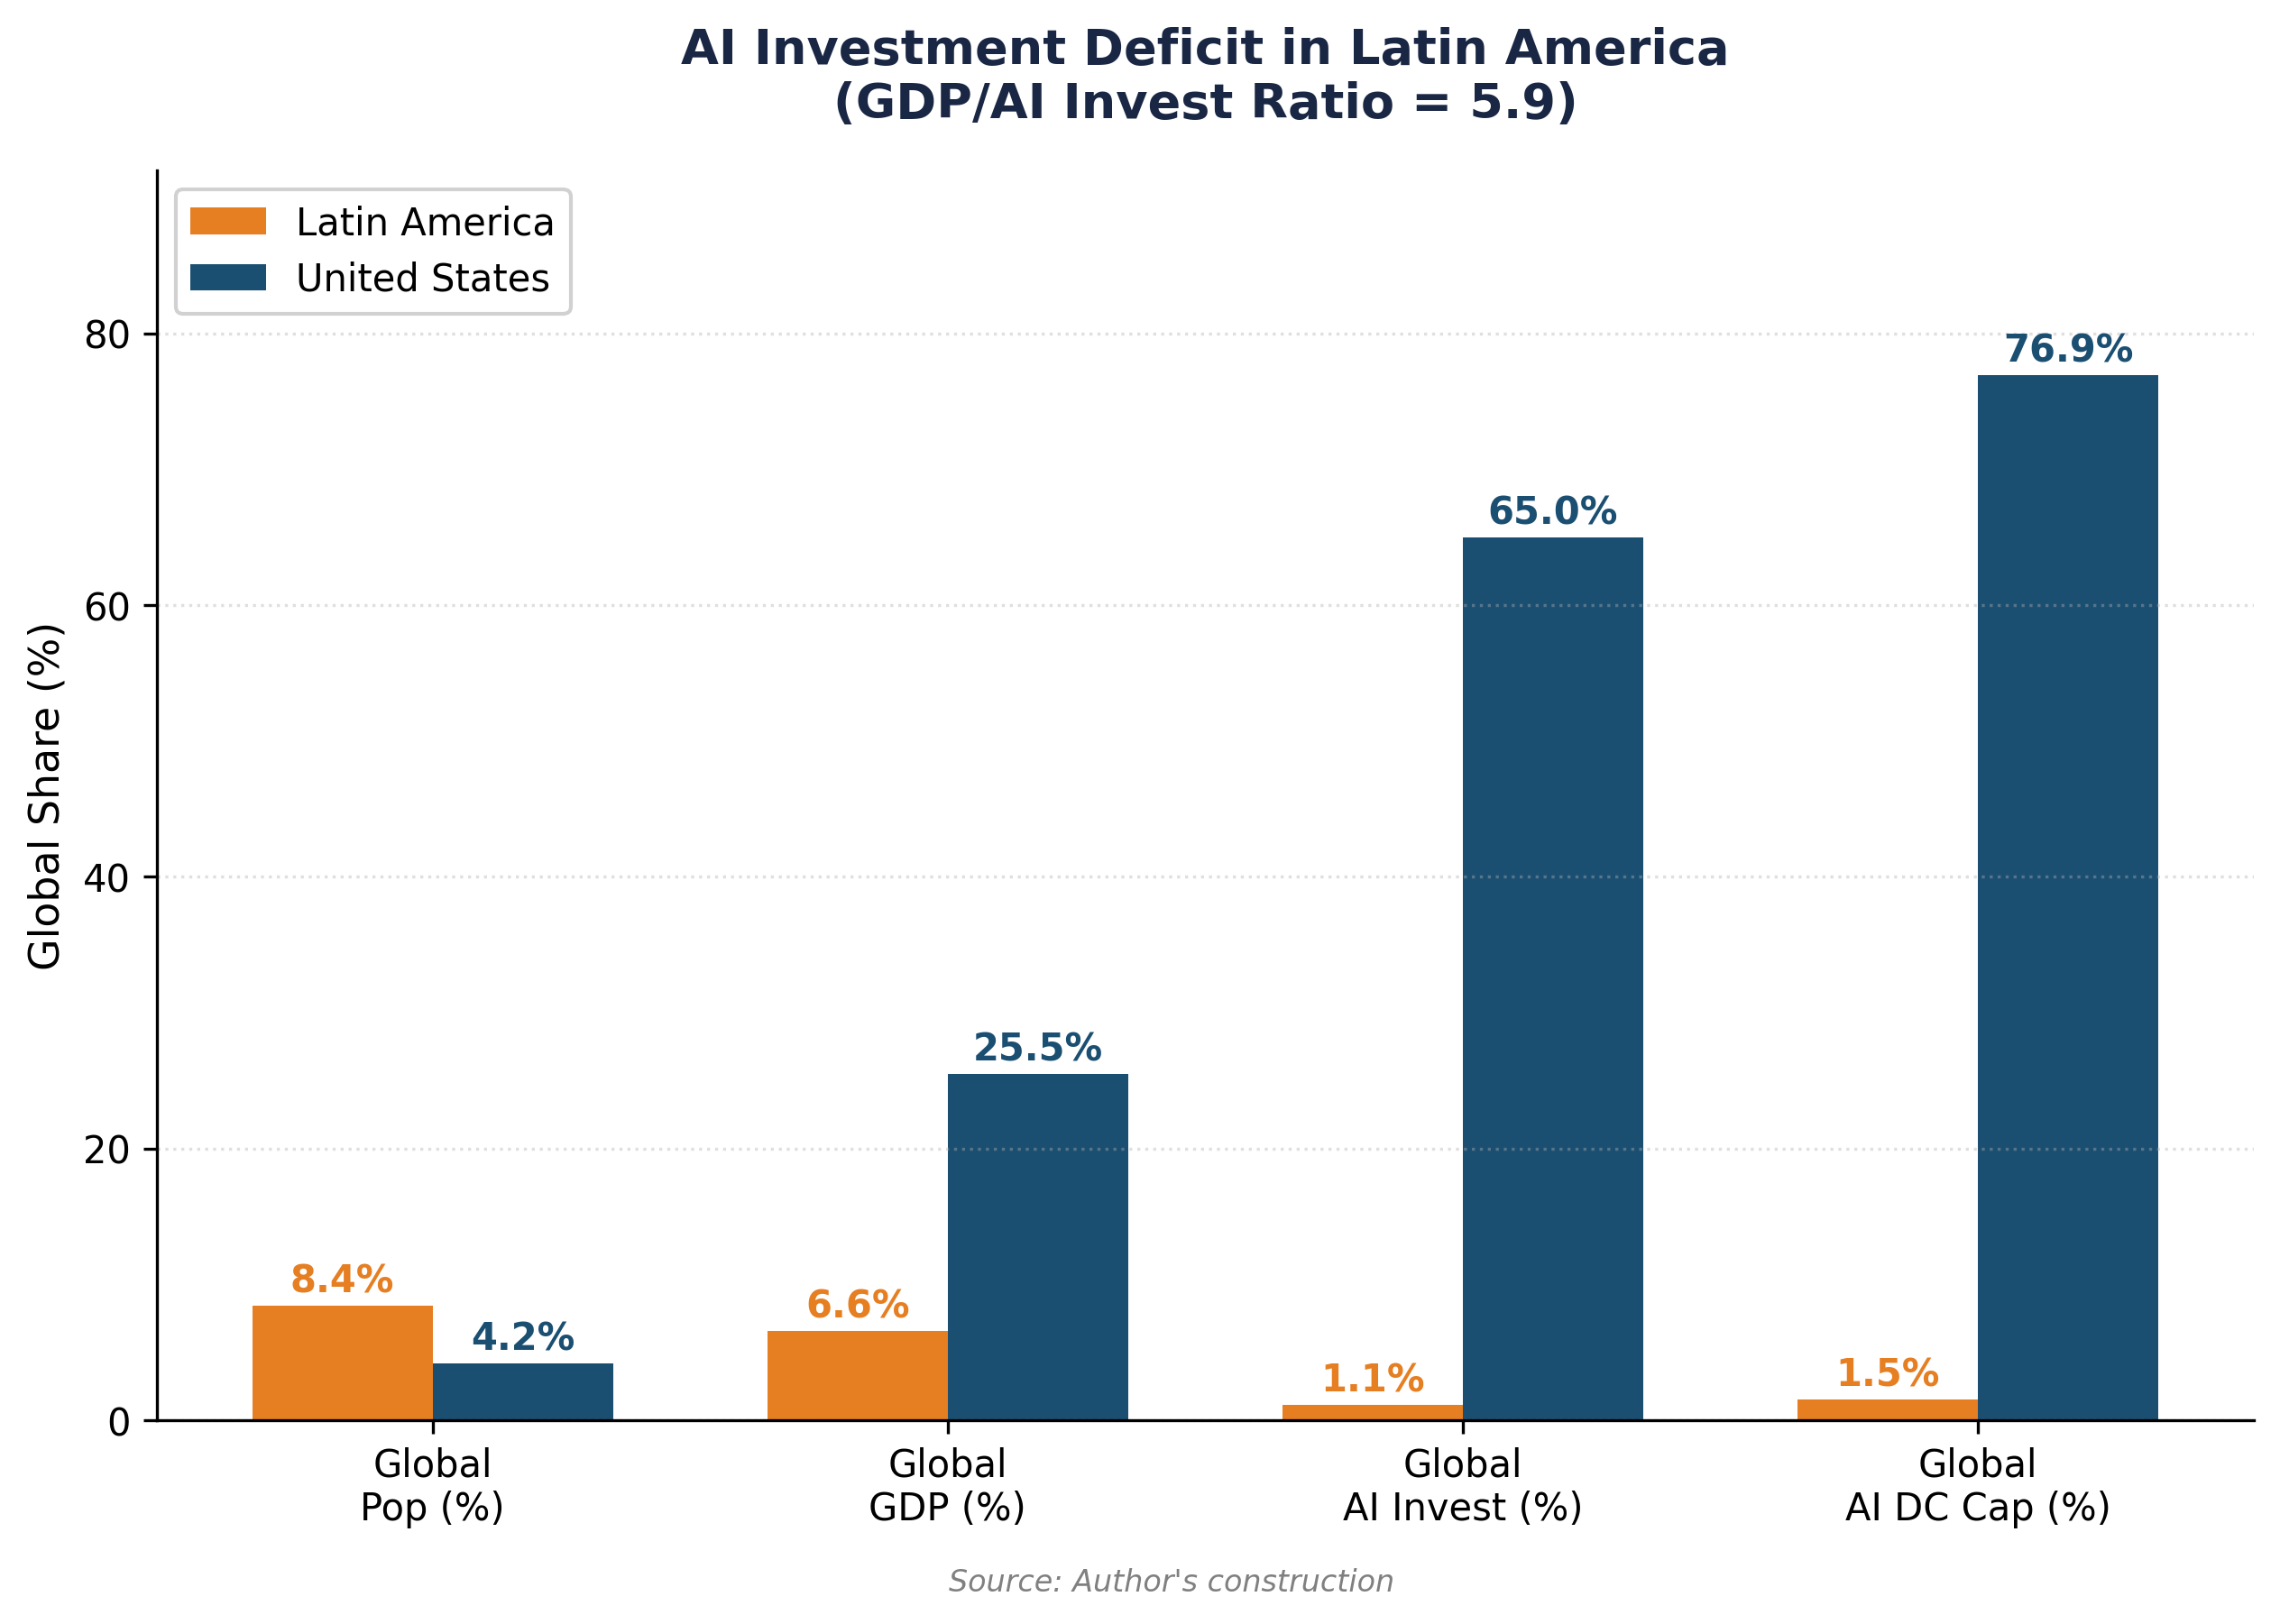 AI Investment Deficit in Latin America
(GDP/AI Invest Ratio = 5.9)
Latin America
United States
Global Share (%)
80
60
40
20
0
8.4%
4.2%
6.6%
25.5%
1.1%
65.0%
1.5%
76.9%
Global
Pop (%)
Global
GDP (%)
Global
AI Invest (%)
Global
AI DC Cap (%)
Source: Author's construction